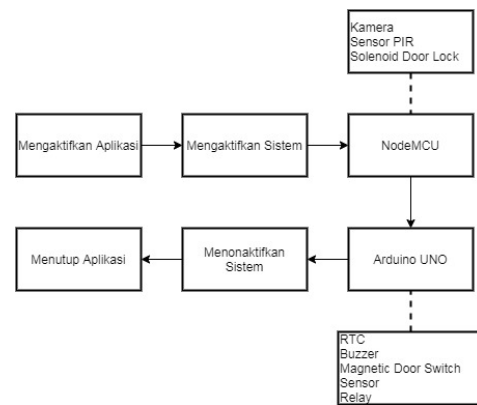 Kamera
Sensor PIR
Solenoid Door Lock
Mengaktifkan Aplikasi
Mengaktifkan Sistem
NodeMCU
Menutup Aplikasi
Menonaktifkan
Sistem
Arduino UNO
RTC
Buzzer
Magnetic Door Switch
Sensor
Relay